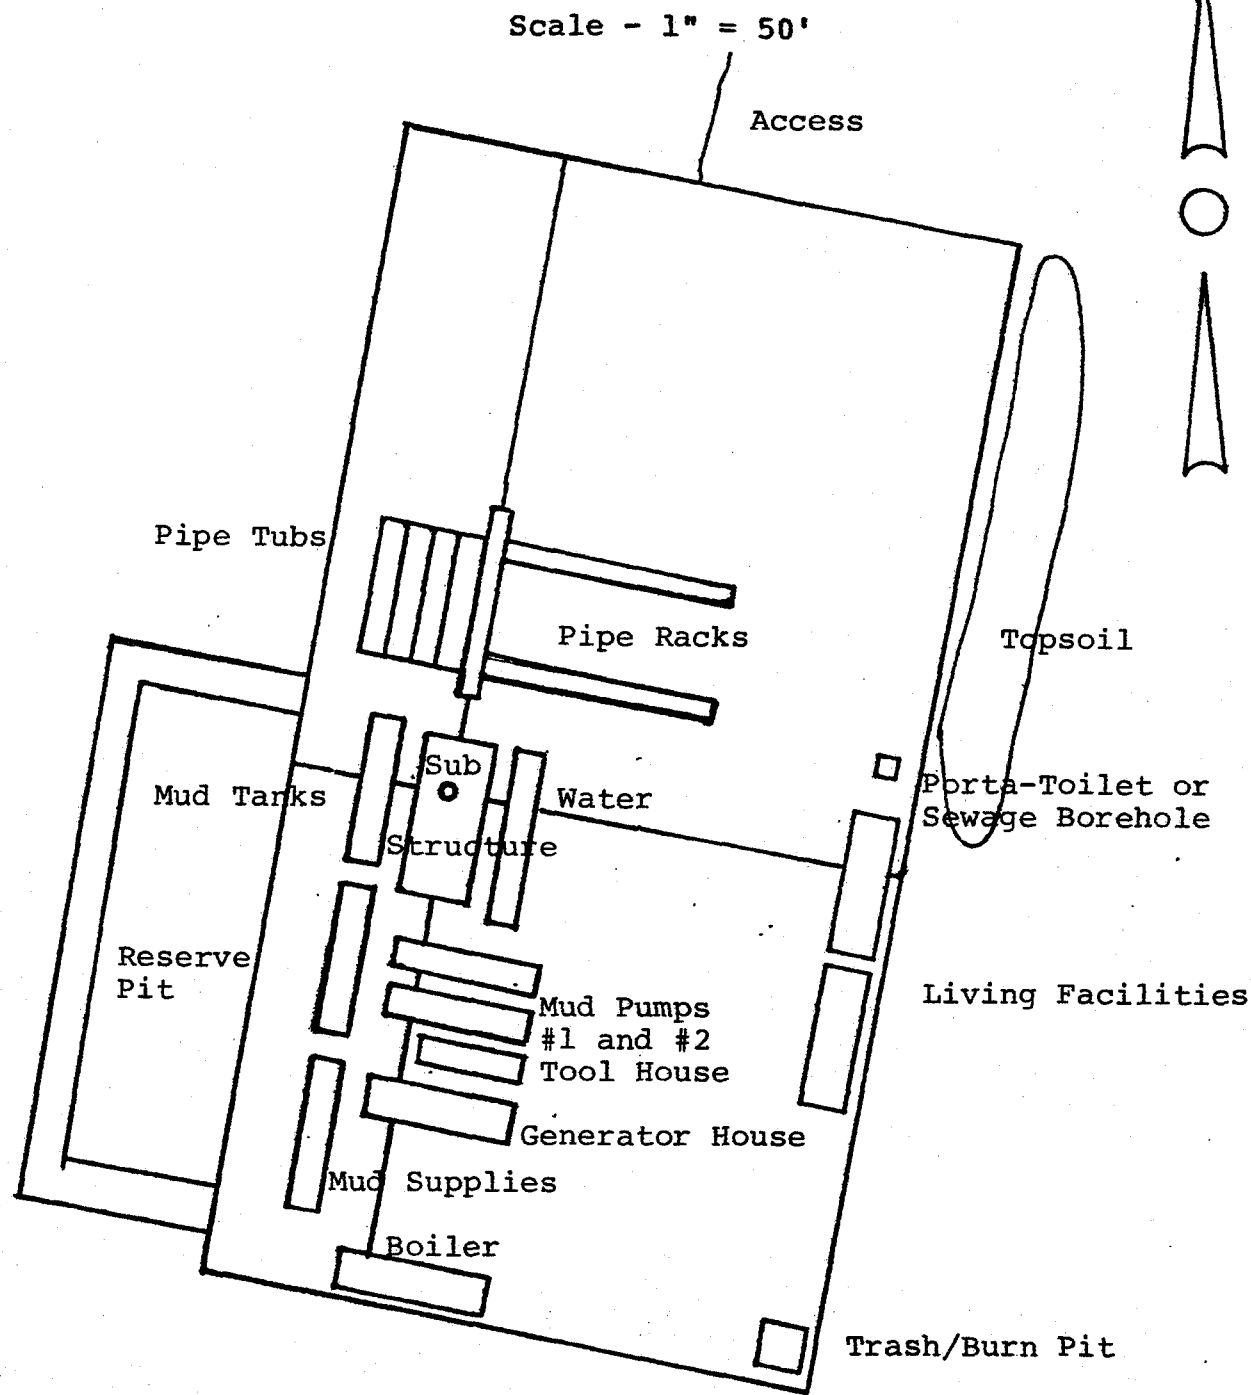 Scale - 1" = 50'
Access
Pipe Tubs
Pipe Racks
Topsoil
Sub
Structure
Mud Tanks
Water
Porta-Toilet or
Sewage Borehole
Reserve
Pit
Living Facilities
Mud Pumps
#1 and #2
Tool House
Generator House
Mud Supplies
Boiler
Trash/Burn Pit